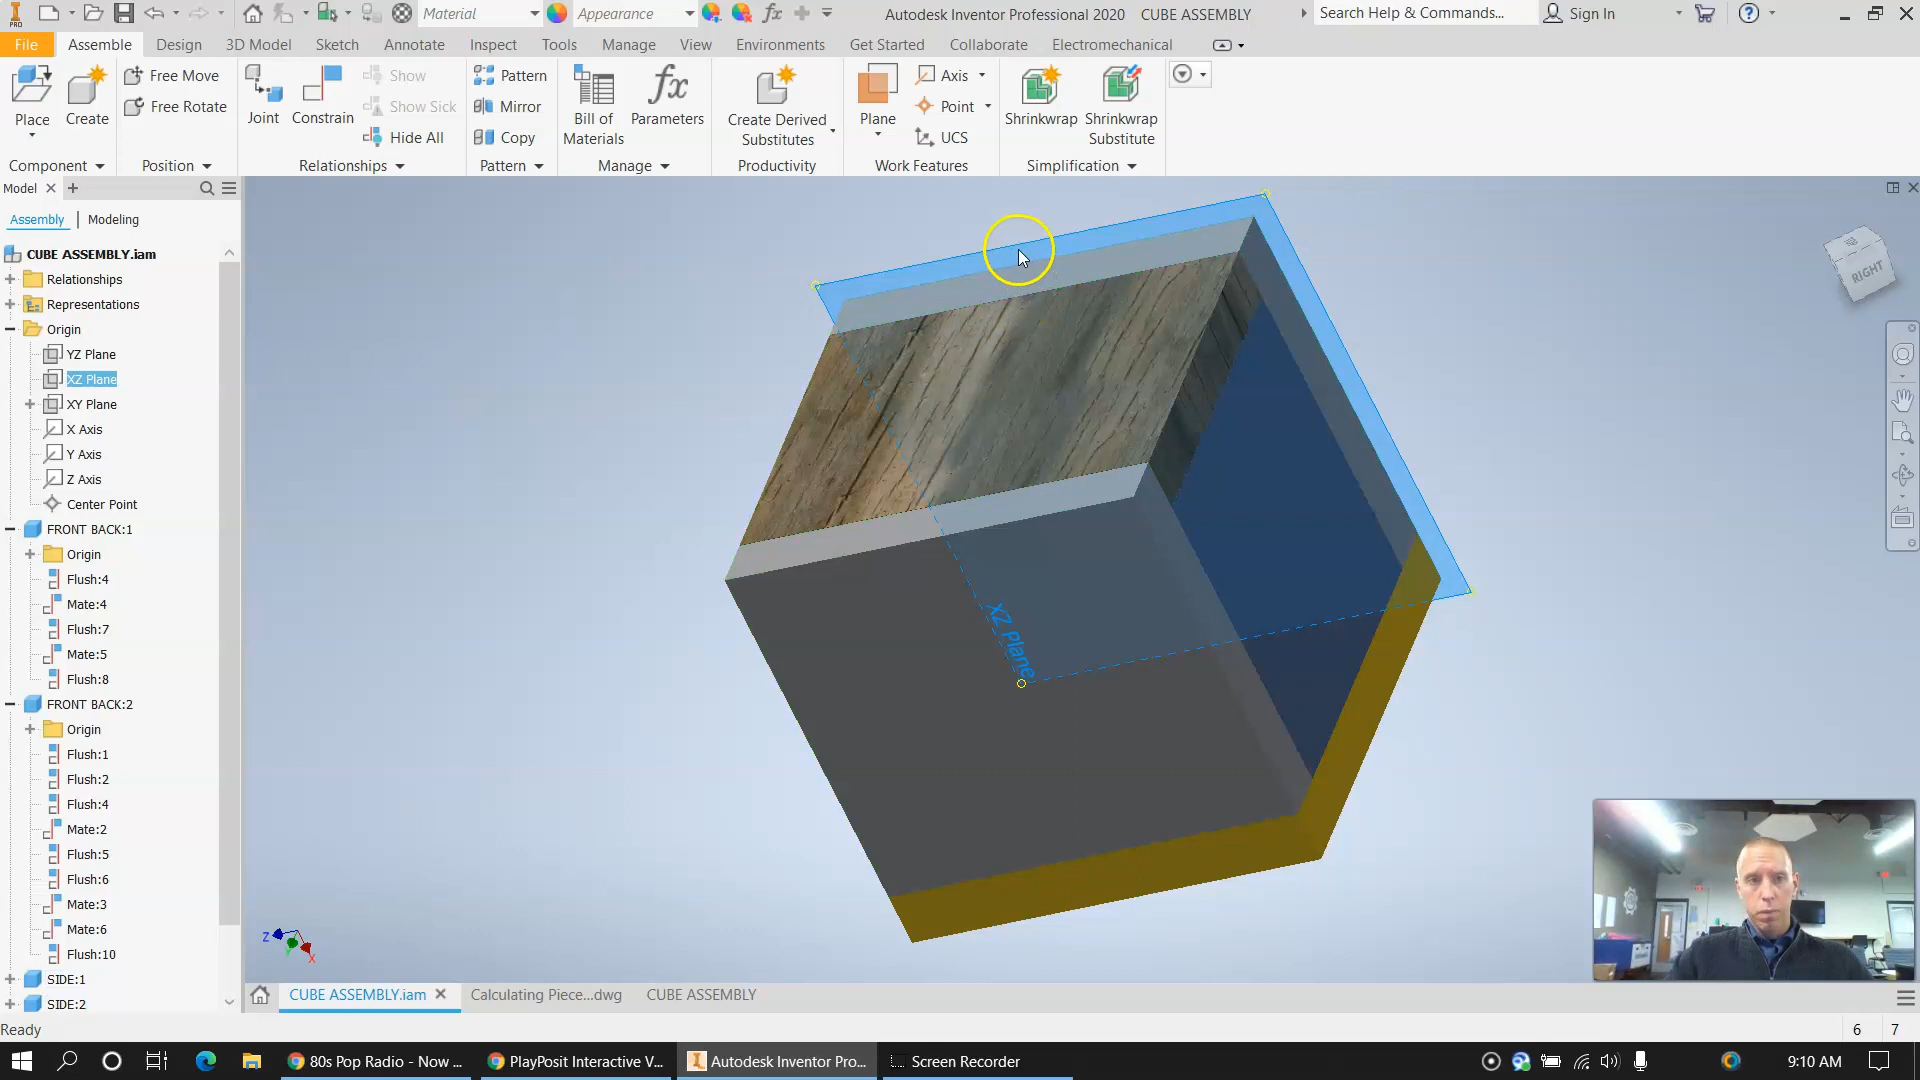 PRO
Material
Appearance
Autodesk Inventor Professional 2020 CUBE ASSEMBLY
Search Help & Commands...
Sign In
File Assemble Design 3D Model Sketch Annotate Inspect Tools Manage View Environments Get Started Collaborate Electromechanical
Place
Create
Free Move
Free Rotate
Joint
Constrain
Show
Show Sick
Hide All
Pattern
Mirror
Copy
Bill of
Materials
Parameters
Create Derived
Substitutes
Plane
Axis
Point
UCS
Shrinkwrap
Shrinkwrap
Substitute
Component
Position
Relationships
Pattern
Manage
Productivity
Work Features
Simplification
Model
Assembly | Modeling
CUBE ASSEMBLY.iam
Relationships
Representations
Origin
YZ Plane
XZ Plane
XY Plane
X Axis
Y Axis
Z Axis
Center Point
FRONT BACK:1
Origin
Flush:4
Mate:4
Flush:7
Mate:5
Flush:8
FRONT BACK:2
Origin
Flush:1
Flush:2
Flush:4
Mate:2
Flush:5
Flush:6
Mate:3
Mate:6
Flush:10
SIDE:1
SIDE:2
XZ Plane
RIGHT
Z
Y
X
CUBE ASSEMBLY.iam
Calculating Piece...dwg
CUBE ASSEMBLY
Ready
6 7
80s Pop Radio - Now ...
PlayPosit Interactive V...
Autodesk Inventor Pro...
Screen Recorder
9:10 AM